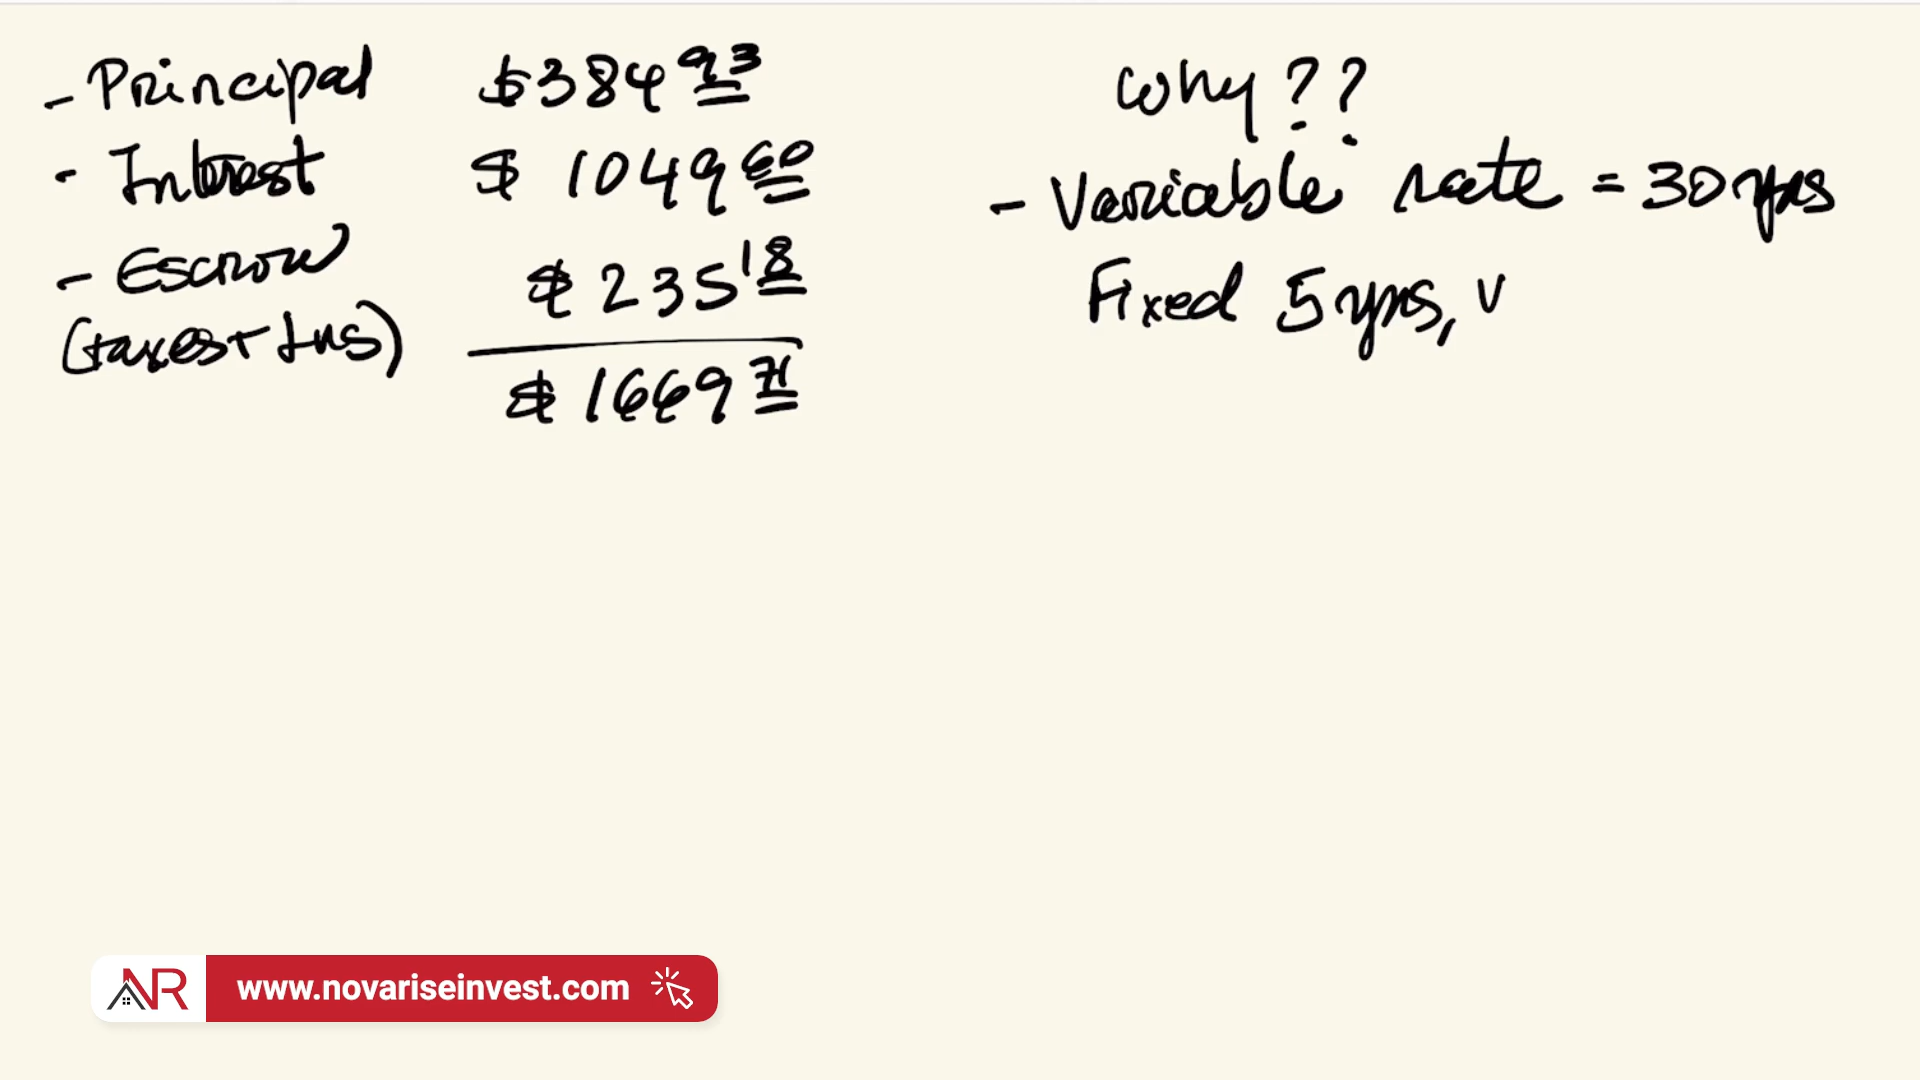 - Principal $384 93
- Interest $ 1049 60
- Escrow $ 235 18
(taxes + Ins)
$ 1669 71
Why ??
- Variable rate = 30 yrs
Fixed 5 yrs, v
NR www.novariseinvest.com